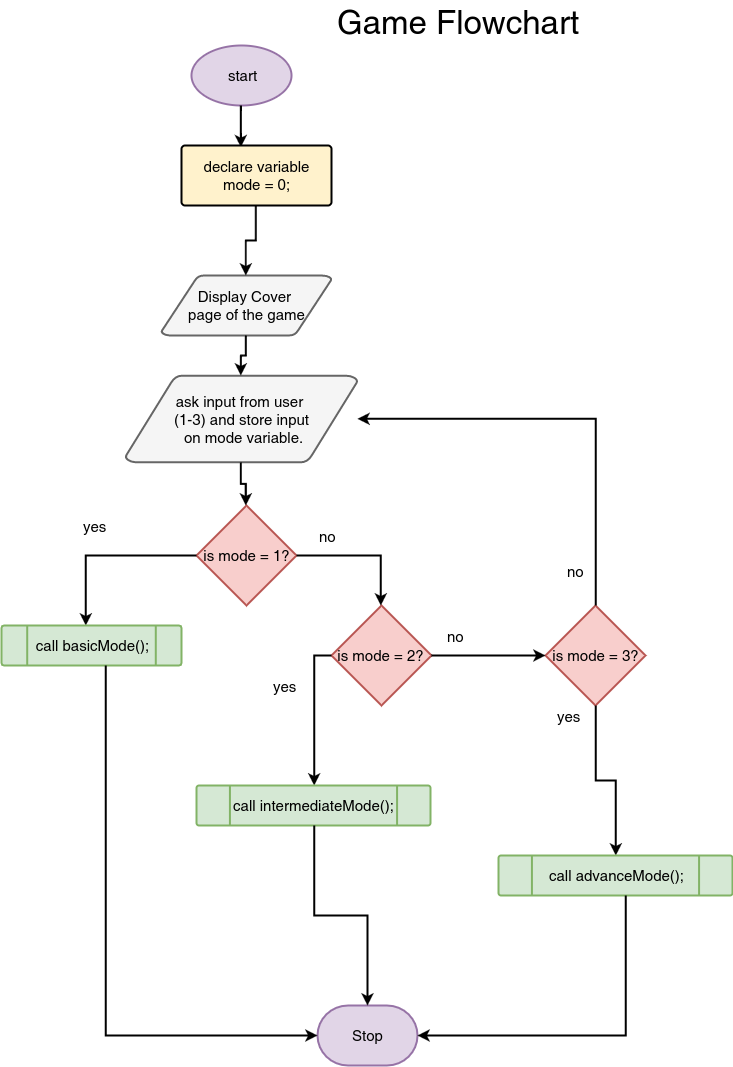 Game Flowchart
start
declare variable
mode = 0;
Display Cover
page of the game
ask input from user
(1-3) and store input
on mode variable.
yes
is mode = 1?
no
no
call basicMode();
is mode = 2?
no
is mode = 3?
yes
yes
call intermediateMode();
call advanceMode();
Stop